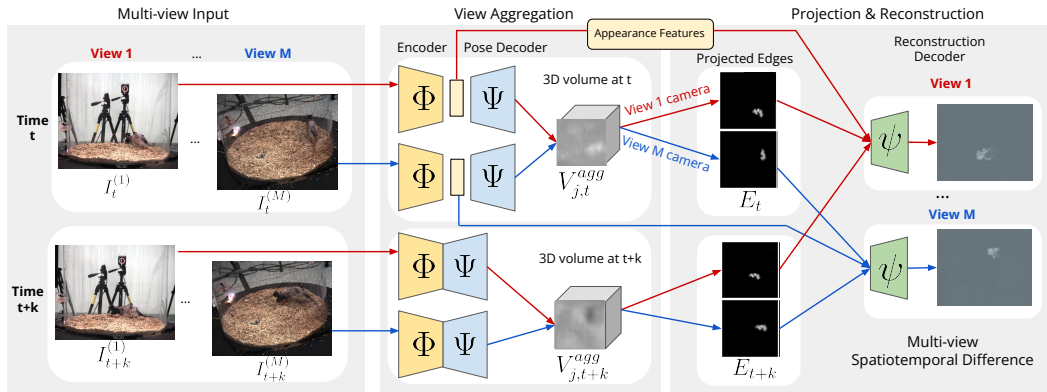 Multi-view Input
View Aggregation
Projection & Reconstruction
View 1
...
View M
Encoder
Pose Decoder
Appearance Features
Projected Edges
Reconstruction
Decoder
View 1
Time
t
...
Φ
Ψ
3D volume at t
View 1 camera
View M camera
ψ
Φ
Ψ
I_t^{(1)}
I_t^{(M)}
V_{j,t}^{agg}
E_t
...
View M
Time
t+k
...
Φ
Ψ
3D volume at t+k
ψ
Φ
Ψ
I_{t+k}^{(1)}
I_{t+k}^{(M)}
V_{j,t+k}^{agg}
E_{t+k}
Multi-view
Spatiotemporal Difference